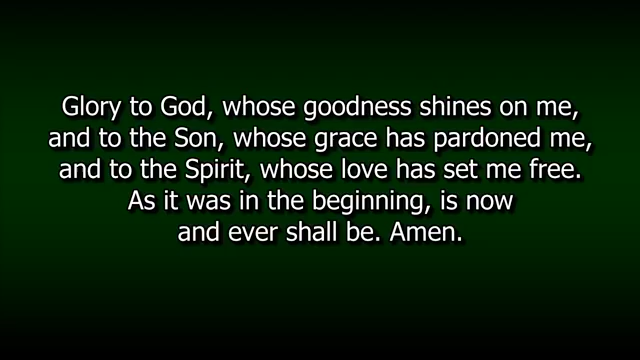 Glory to God, whose goodness shines on me,
and to the Son, whose grace has pardoned me,
and to the Spirit, whose love has set me free.
As it was in the beginning, is now
and ever shall be. Amen.